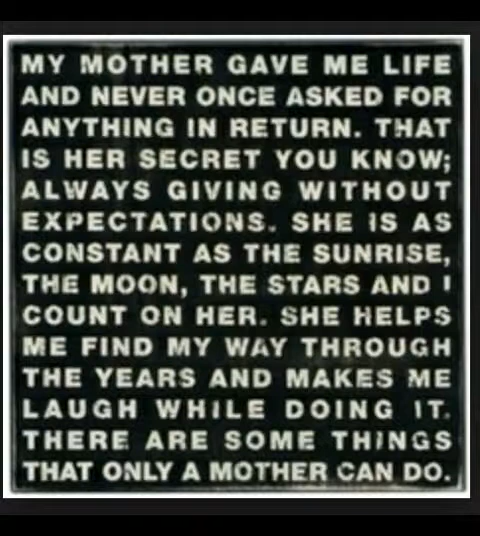 MY MOTHER GAVE ME LIFE
AND NEVER ONCE ASKED FOR
ANYTHING IN RETURN. THAT
IS HER SECRET YOU KNOW;
ALWAYS GIVING WITHOUT
EXPECTATIONS. SHE IS AS
CONSTANT AS THE SUNRISE,
THE MOON, THE STARS AND I
COUNT ON HER. SHE HELPS
ME FIND MY WAY THROUGH
THE YEARS AND MAKES ME
LAUGH WHILE DOING IT.
THERE ARE SOME THINGS
THAT ONLY A MOTHER CAN DO.